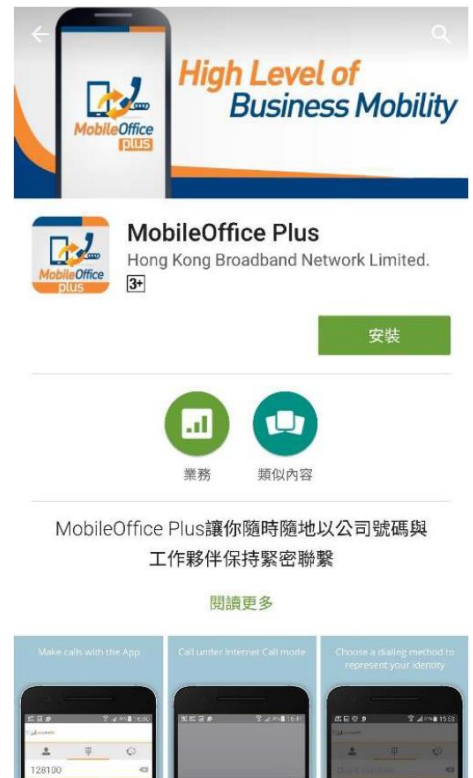 High Level of
Business Mobility
MobileOffice
plus
MobileOffice
plus
MobileOffice Plus
Hong Kong Broadband Network Limited.
3+
安裝
業務
類似內容
MobileOffice Plus讓你隨時隨地以公司號碼與
工作夥伴保持緊密聯繫
閱讀更多
Make calls with the App
Call under Internet Call mode
Choose a dialing method to
represent your identity
128100